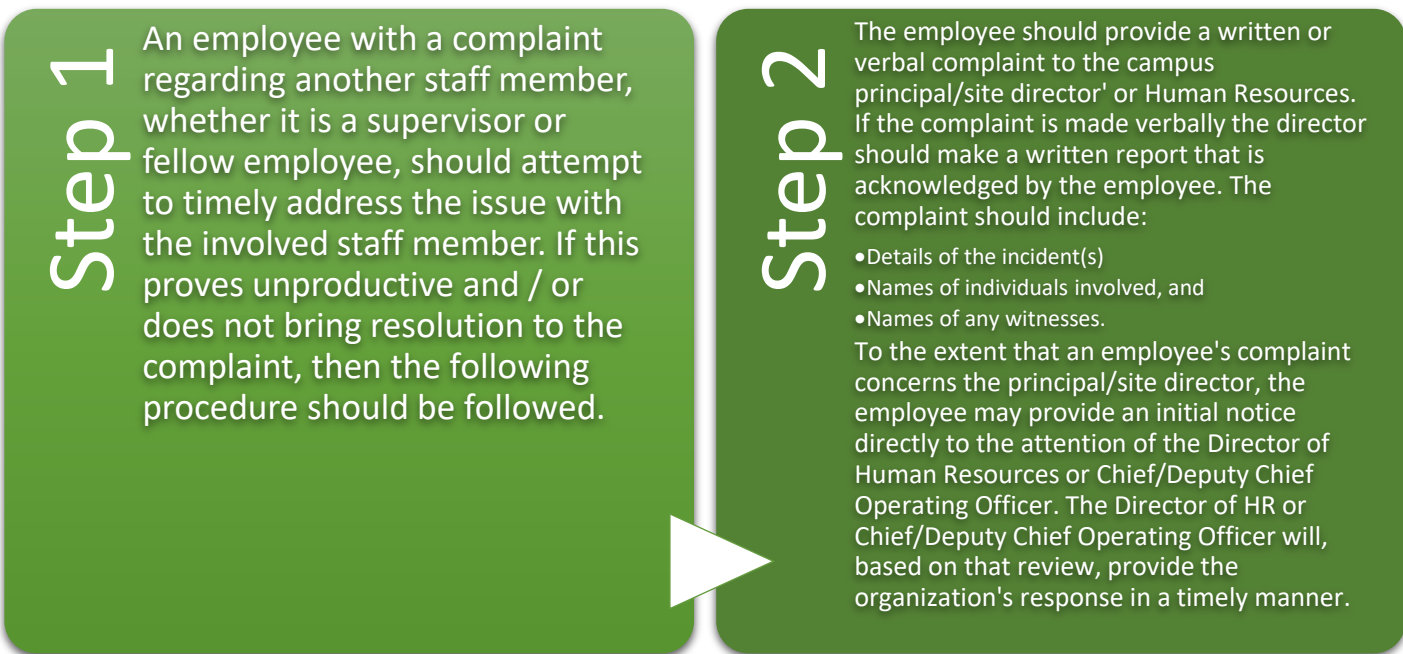 Step 1
An employee with a complaint
regarding another staff member,
whether it is a supervisor or
fellow employee, should attempt
to timely address the issue with
the involved staff member. If this
proves unproductive and / or
does not bring resolution to the
complaint, then the following
procedure should be followed.
Step 2
The employee should provide a written or
verbal complaint to the campus
principal/site director' or Human Resources.
If the complaint is made verbally the director
should make a written report that is
acknowledged by the employee. The
complaint should include:
•Details of the incident(s)
•Names of individuals involved, and
•Names of any witnesses.
To the extent that an employee's complaint
concerns the principal/site director, the
employee may provide an initial notice
directly to the attention of the Director of
Human Resources or Chief/Deputy Chief
Operating Officer. The Director of HR or
Chief/Deputy Chief Operating Officer will,
based on that review, provide the
organization's response in a timely manner.